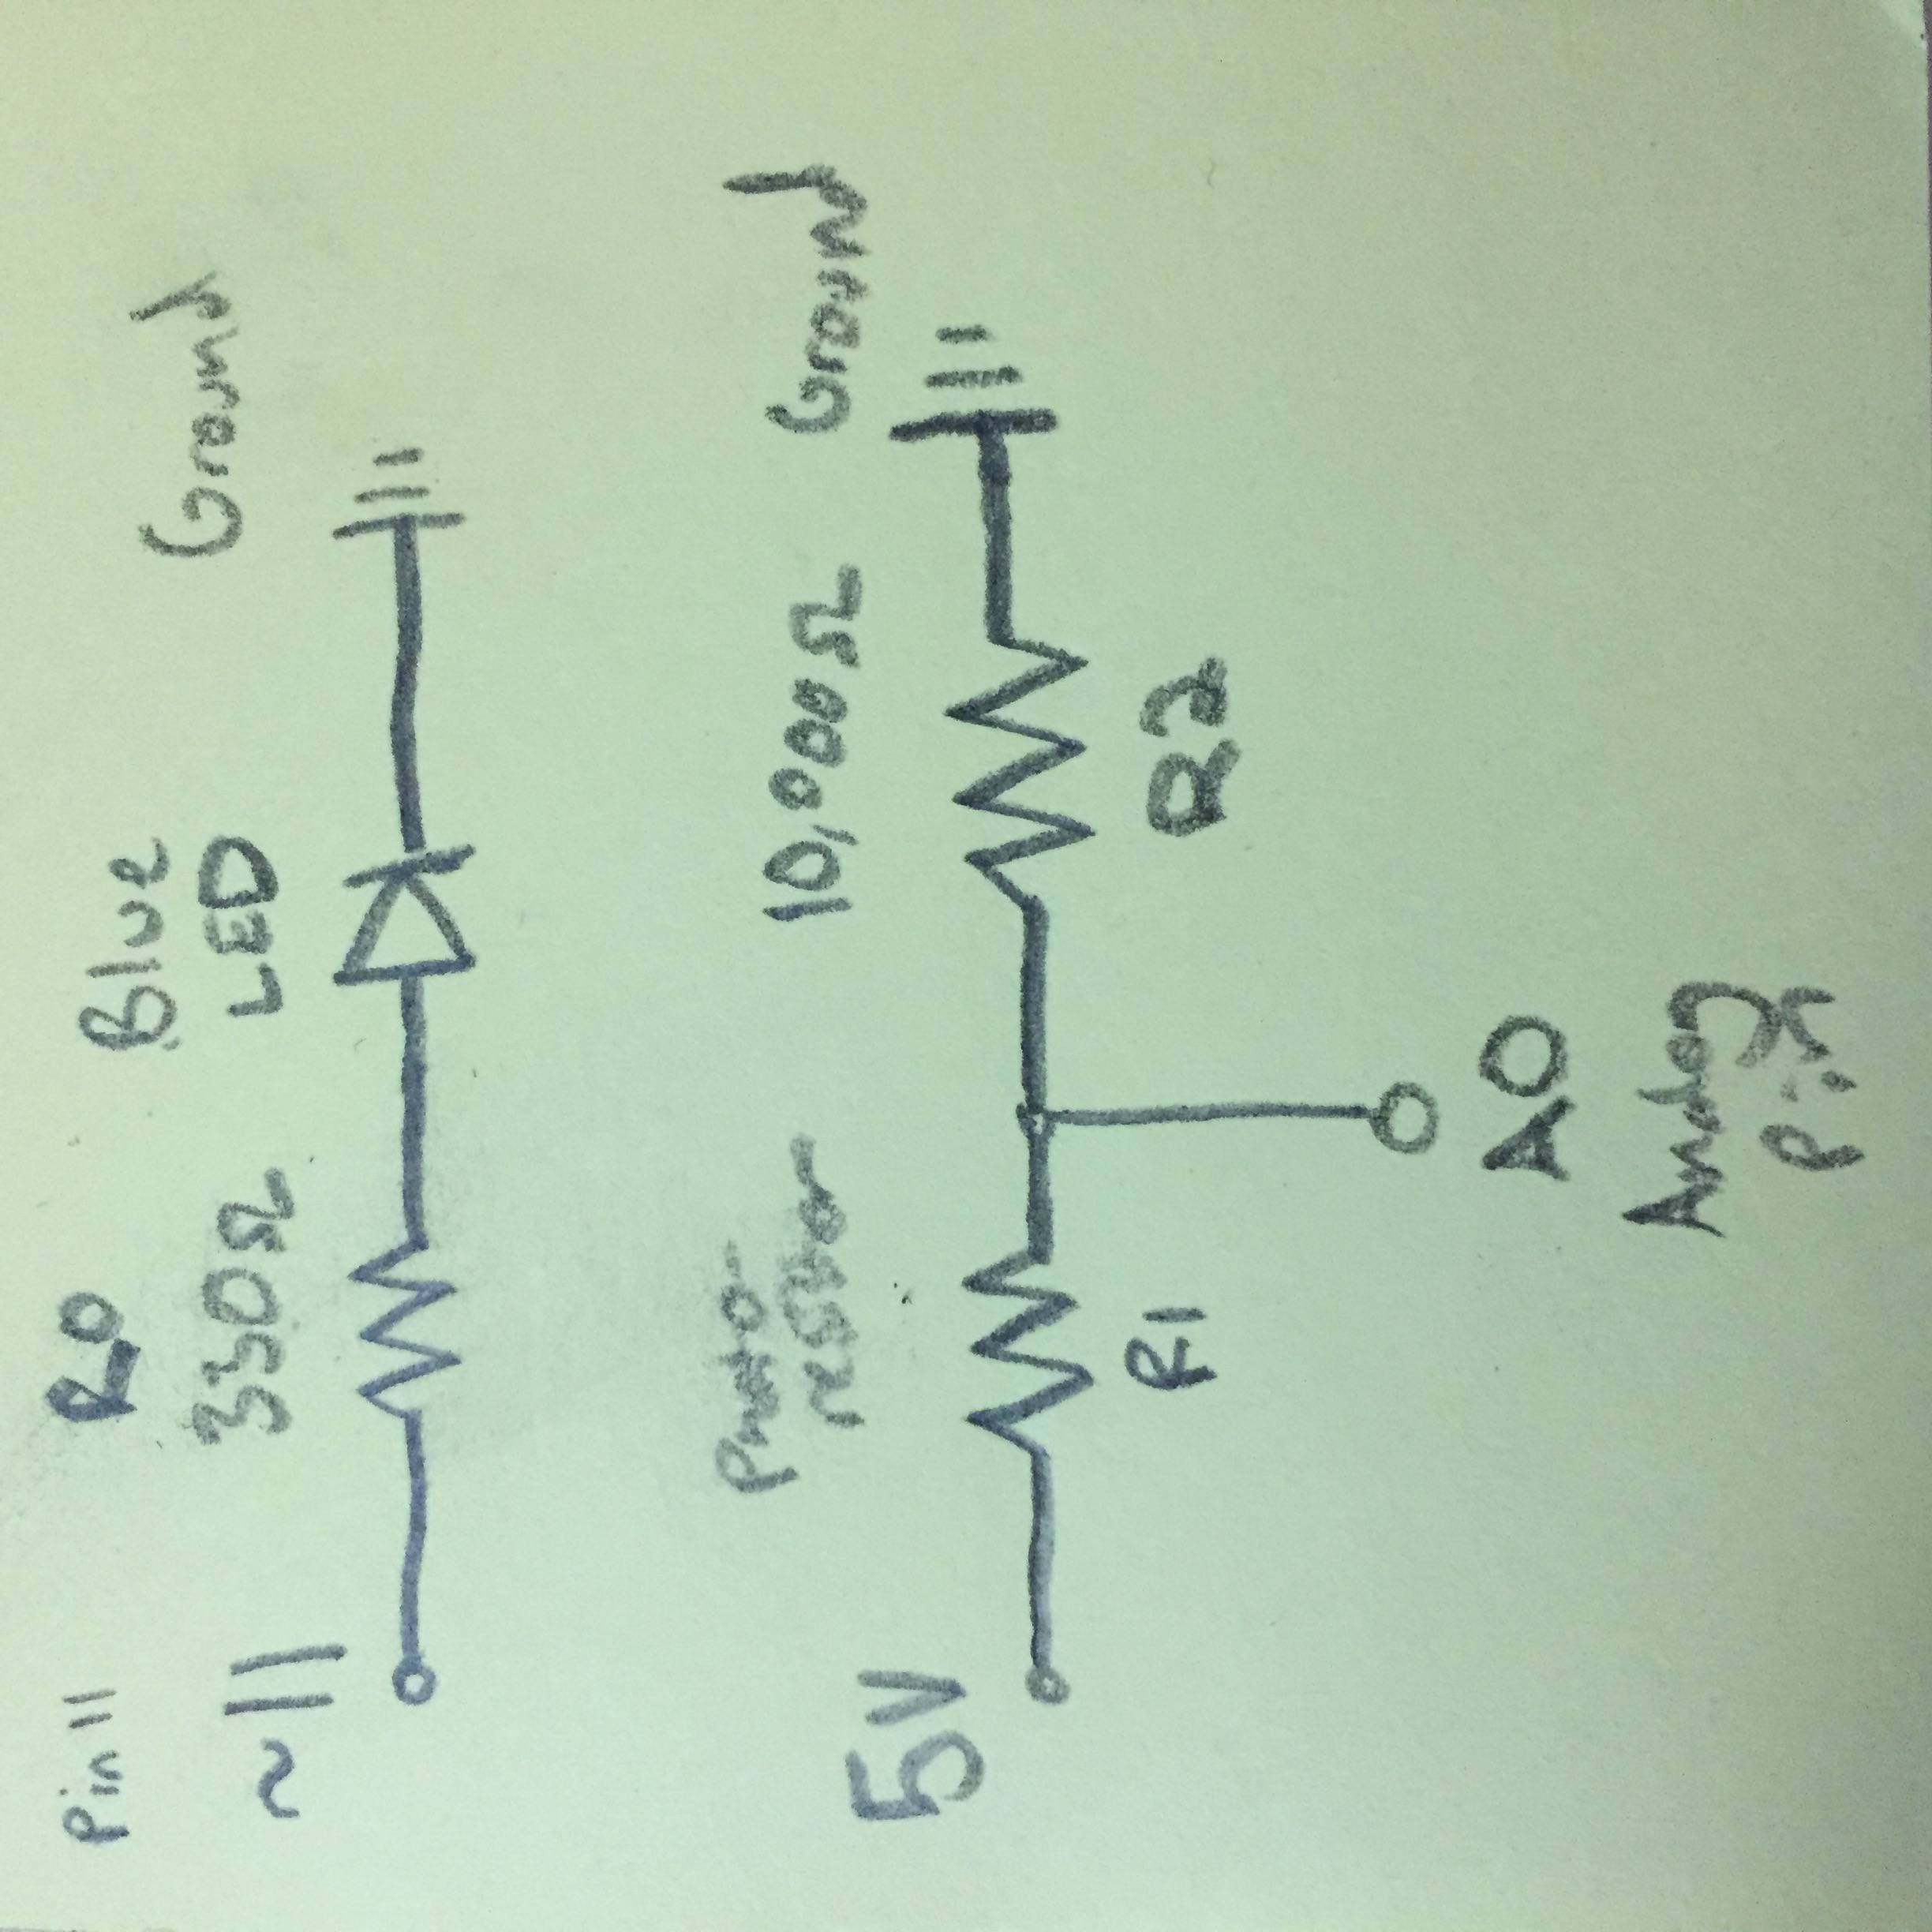 Pin 11
R0
Blue
Ground
~11
330Ω
LED
Photo-
resistor
10,000Ω
Ground
5V
R1
R2
A0
Analog
Pin